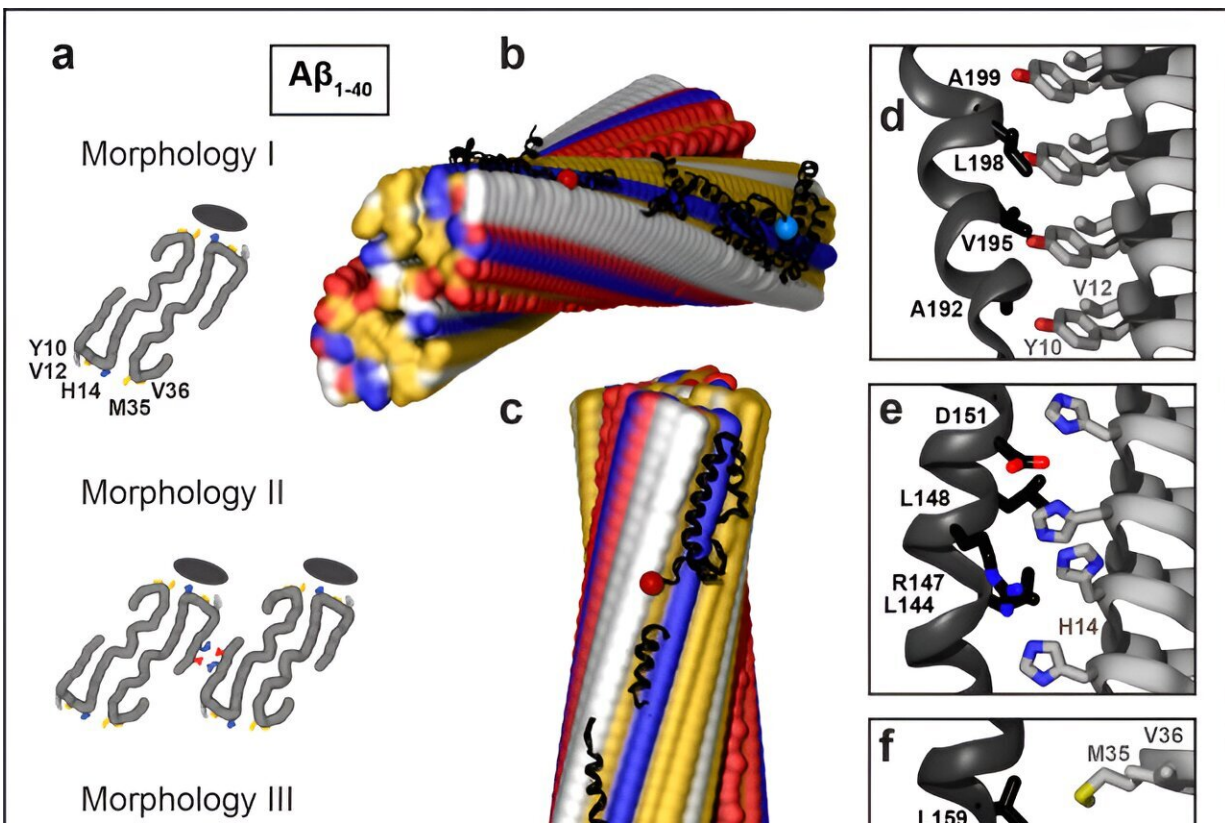 a
Aβ1-40
b
Morphology I
Y10
V12
H14
M35
V36
Morphology II
Morphology III
c
d
A199
L198
V195
A192
V12
Y10
e
D151
L148
R147
L144
H14
f
V36
M35
L159